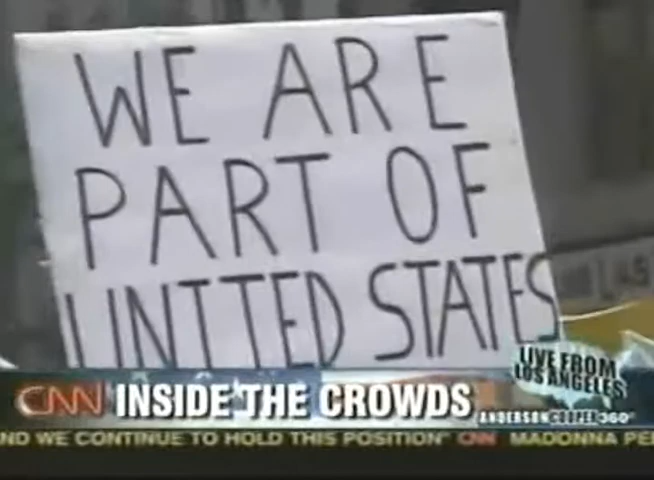 WE ARE
PART OF
UNITED STATES
LIVE FROM
LOS ANGELES
CNN INSIDE THE CROWDS
ANDERSON COOPER 360°
ND WE CONTINUE TO HOLD THIS POSITION" CNN MADONNA PE